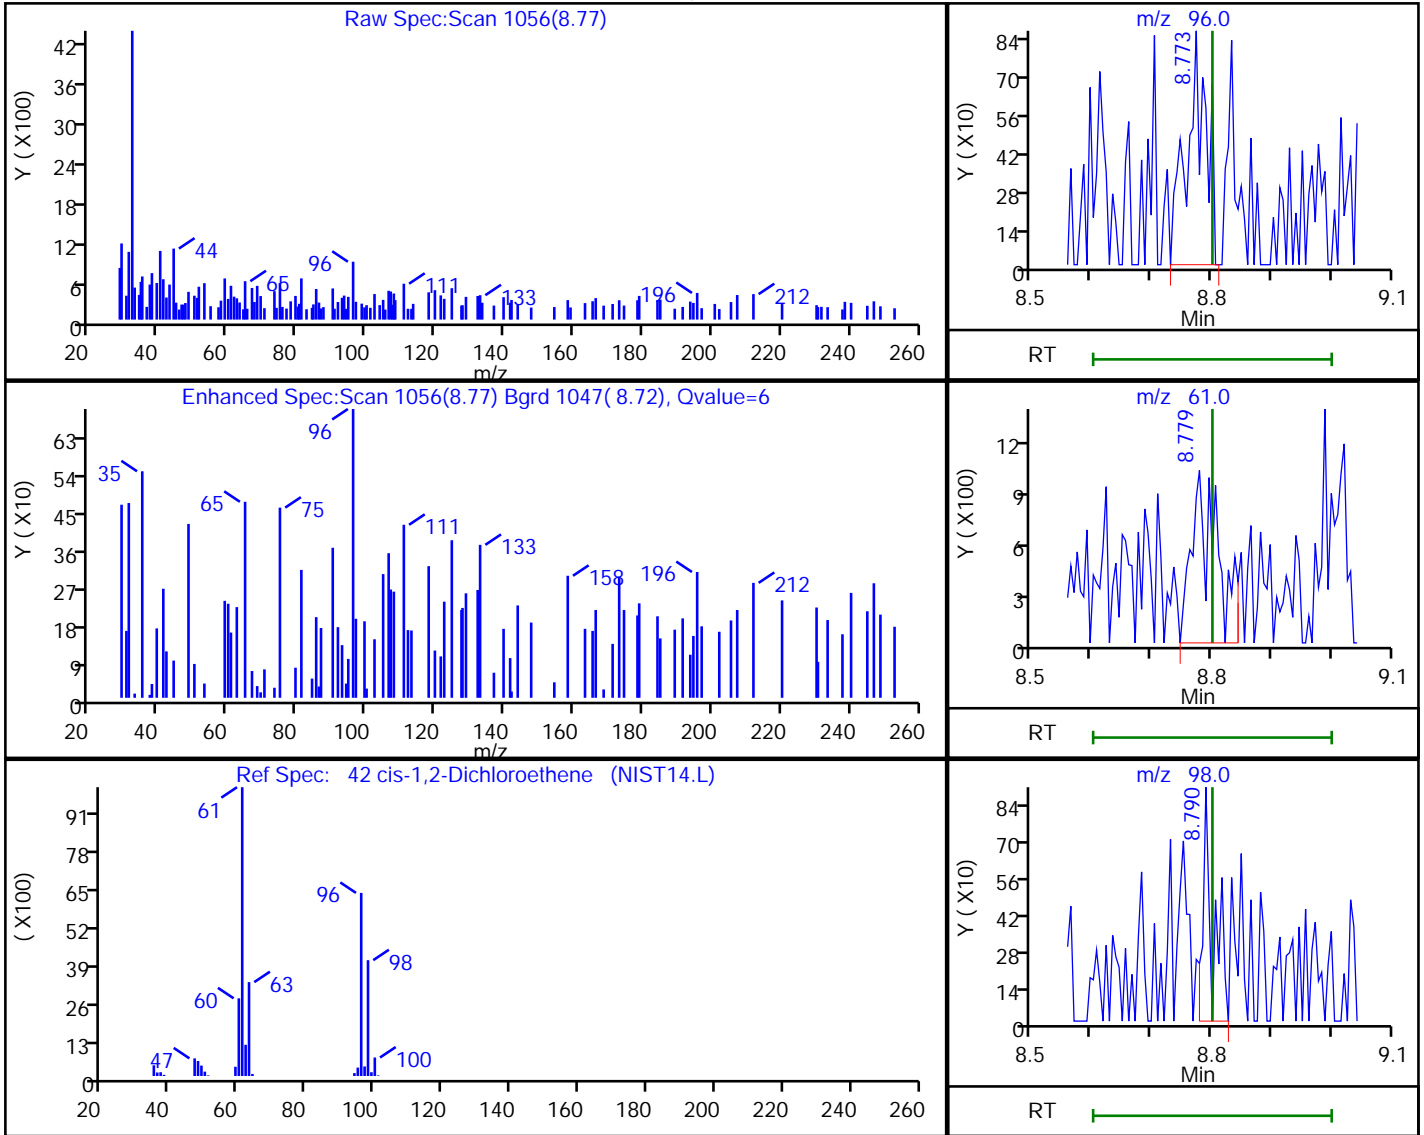 Raw Spec:Scan 1056(8.77)
Y ( X100)
42
36
30
24
18
12
6
0
44
65
96
111
133
196
212
20 40 60 80 100 120 140 160 180 200 220 240 260
m/z
m/z 96.0
Y ( X10)
84
70
56
42
28
14
0
8.773
8.5 8.8 9.1
Min
RT
Enhanced Spec:Scan 1056(8.77) Bgrd 1047( 8.72), Qvalue=6
Y ( X10)
63
54
45
36
27
18
9
0
35
65
75
96
111
133
158
196
212
20 40 60 80 100 120 140 160 180 200 220 240 260
m/z
m/z 61.0
Y ( X100)
12
9
6
3
0
8.779
8.5 8.8 9.1
Min
RT
Ref Spec: 42 cis-1,2-Dichloroethene (NIST14.L)
( X100)
91
78
65
52
39
26
13
0
47
60
61
63
96
98
100
20 40 60 80 100 120 140 160 180 200 220 240 260
m/z 98.0
Y ( X10)
84
70
56
42
28
14
0
8.790
8.5 8.8 9.1
Min
RT